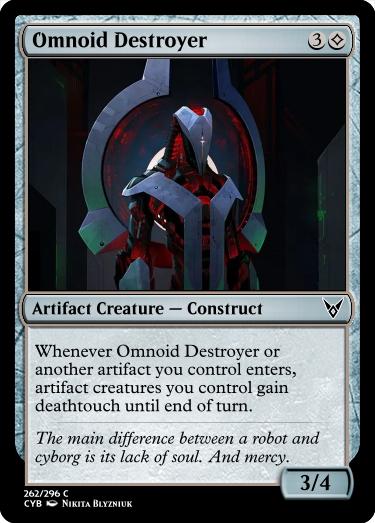 Omnoid Destroyer 3
Artifact Creature — Construct
Whenever Omnoid Destroyer or
another artifact you control enters,
artifact creatures you control gain
deathtouch until end of turn.
The main difference between a robot and
cyborg is its lack of soul. And mercy.
3/4
262/296 C
CYB Nikita Blyzniuk